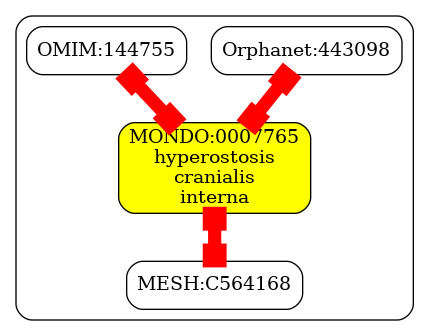 OMIM:144755
Orphanet:443098
MONDO:0007765
hyperostosis
cranialis
interna
MESH:C564168